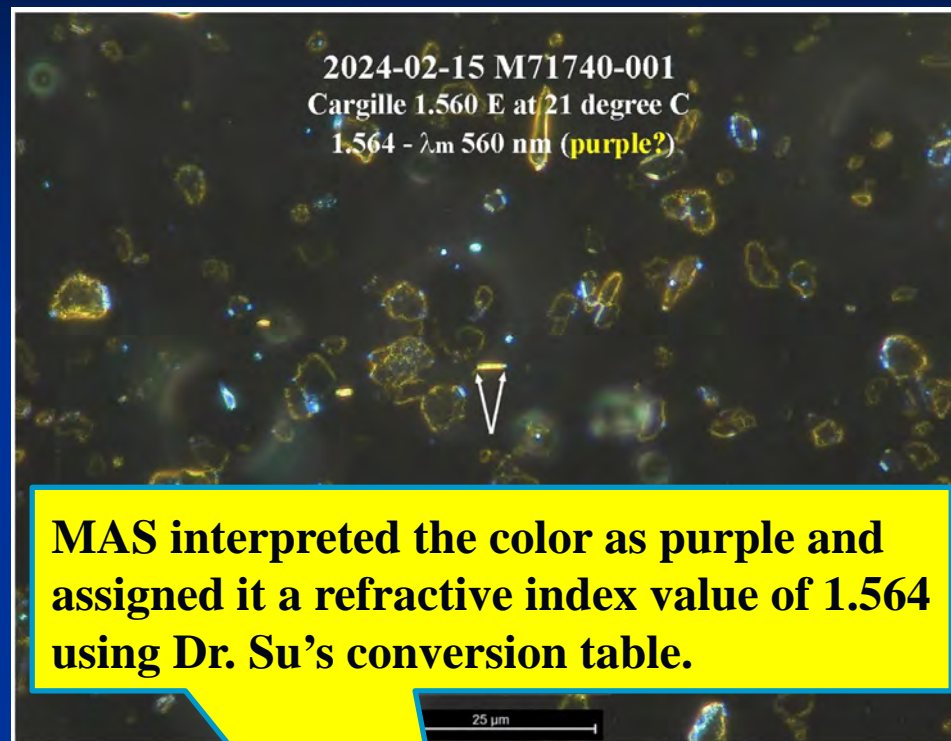 2024-02-15 M71740-001
Cargille 1.560 E at 21 degree C
1.564 - λm 560 nm (purple?)
MAS interpreted the color as purple and
assigned it a refractive index value of 1.564
using Dr. Su’s conversion table.
25 µm